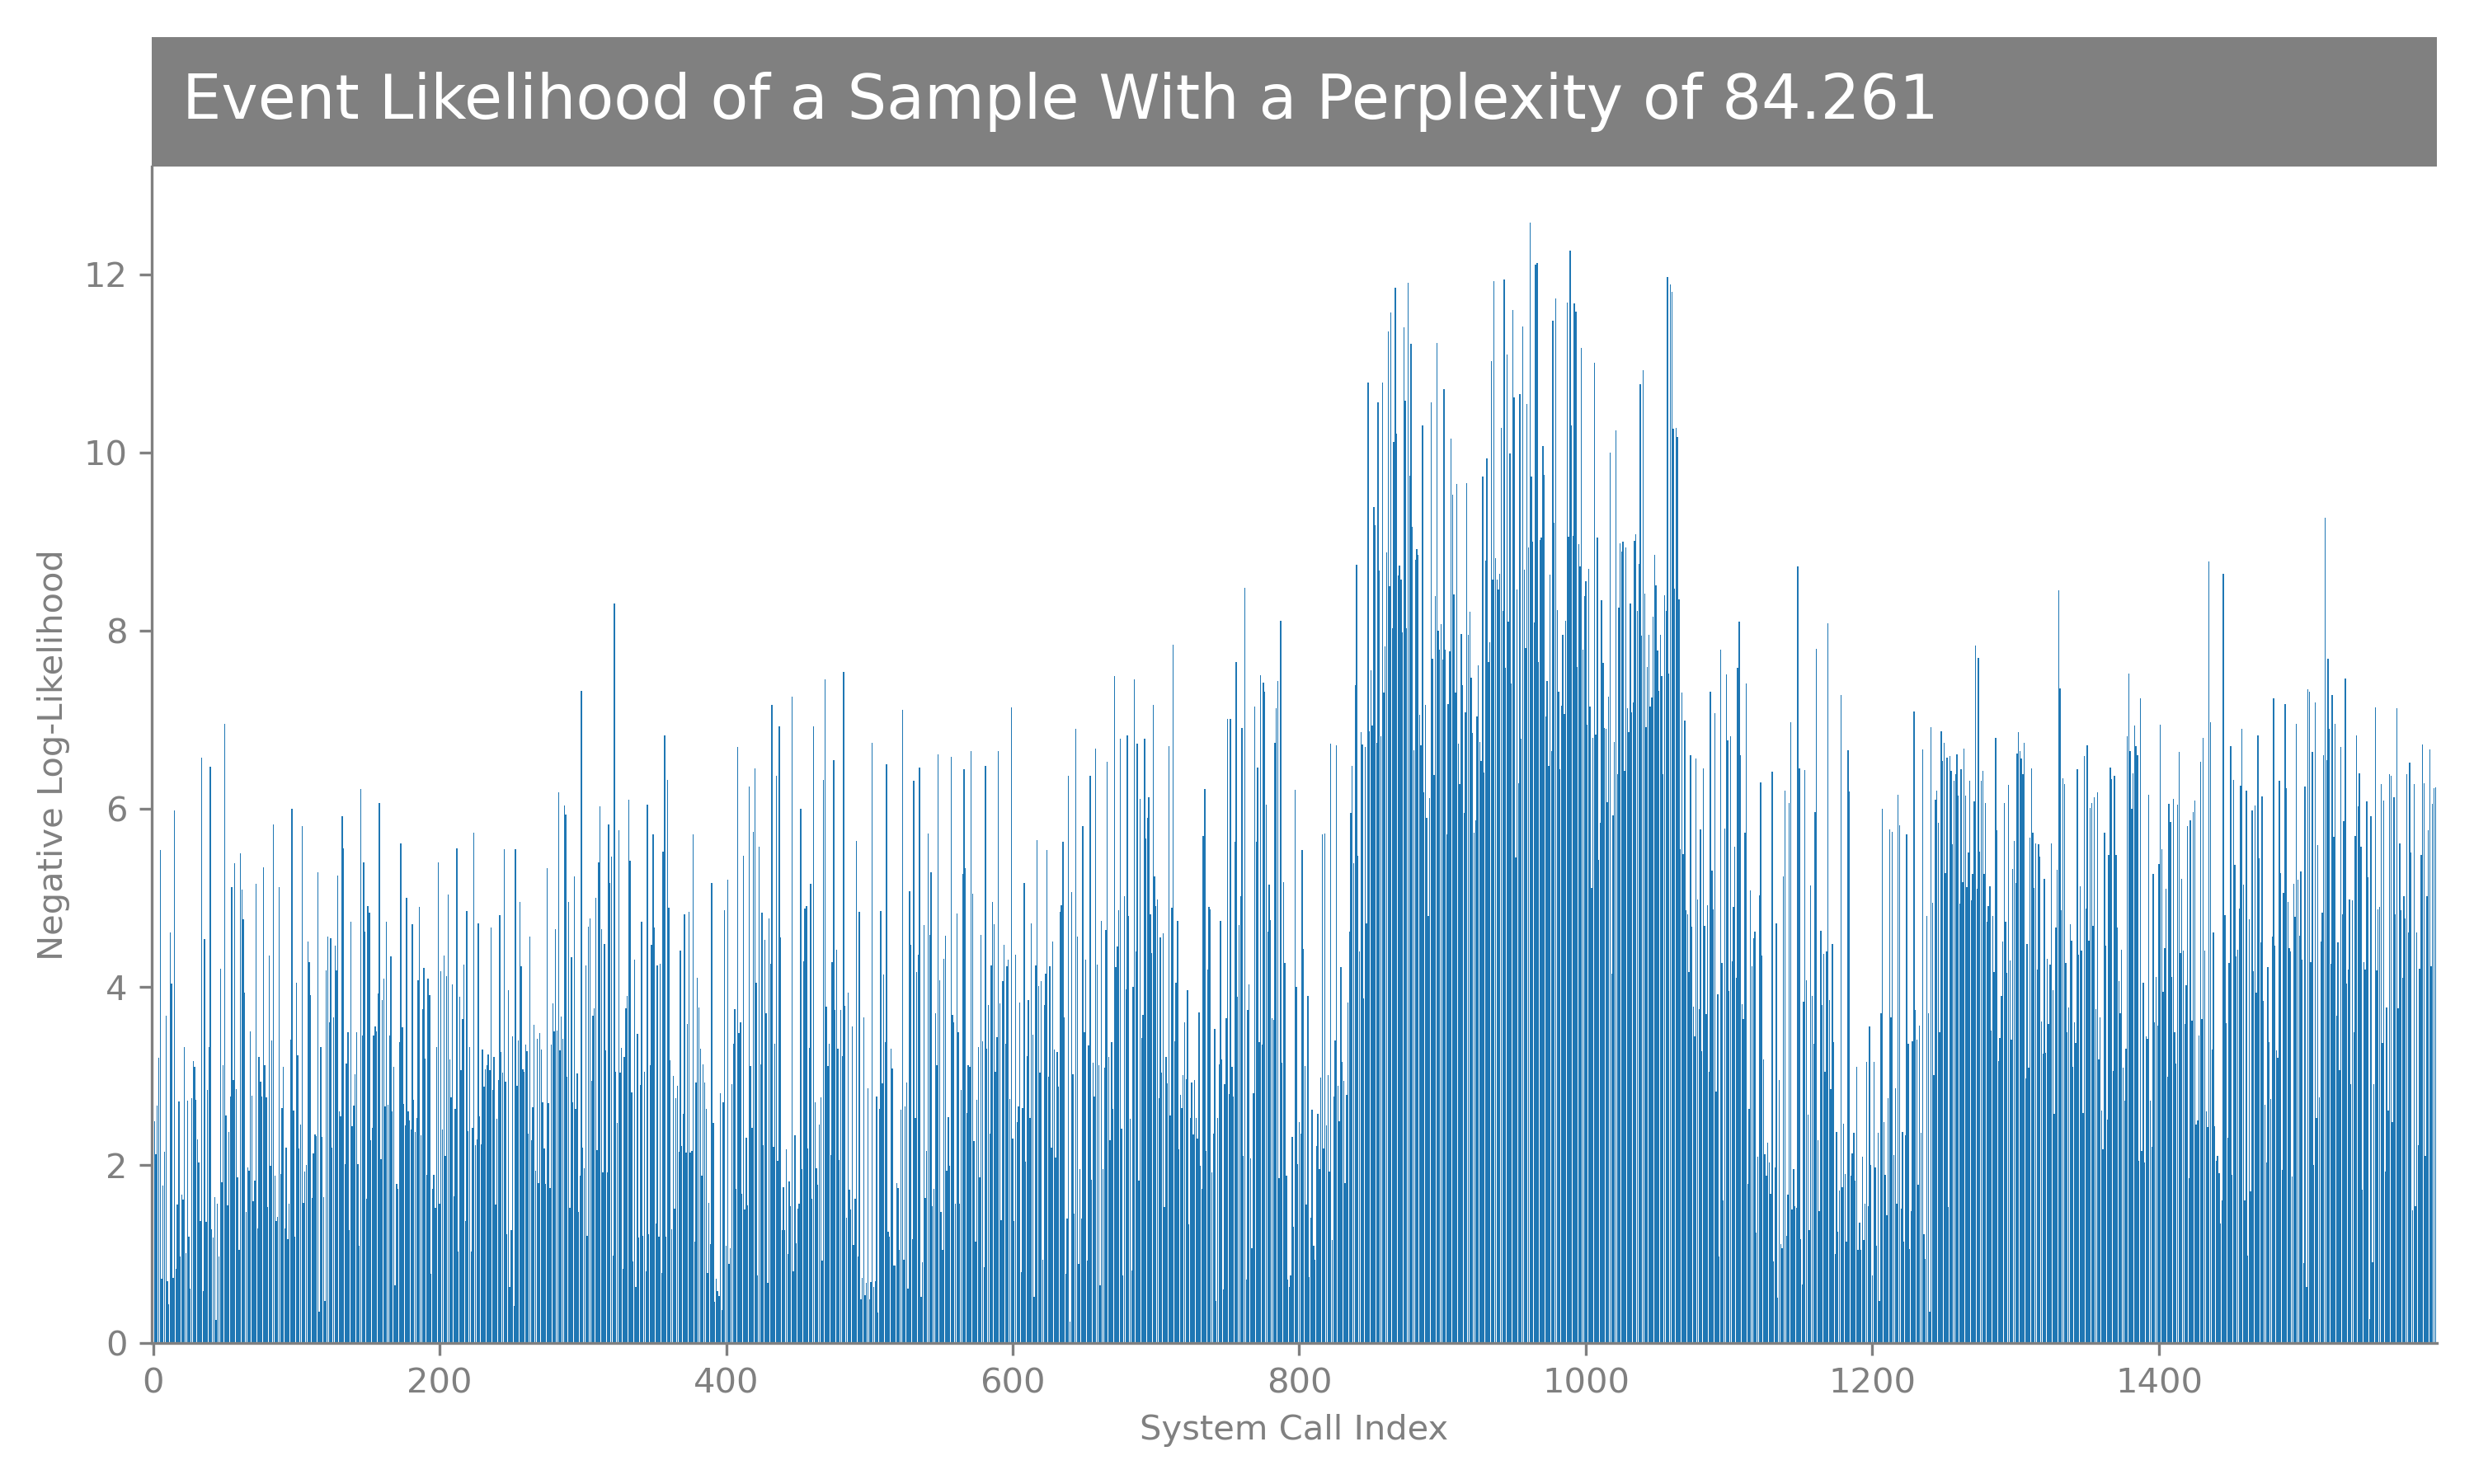 Event Likelihood of a Sample With a Perplexity of 84.261
12
10
8
6
4
2
0
Negative Log-Likelihood
0 200 400 600 800 1000 1200 1400
System Call Index